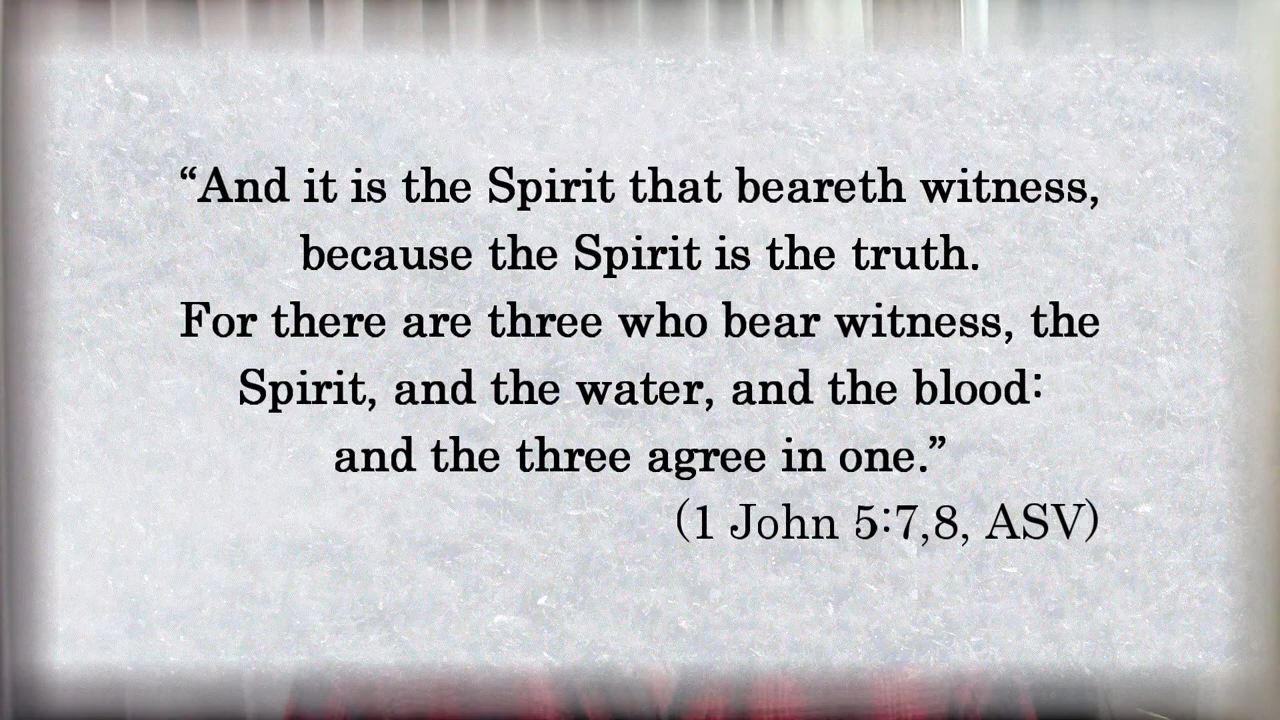 “And it is the Spirit that beareth witness,
because the Spirit is the truth.
For there are three who bear witness, the
Spirit, and the water, and the blood:
and the three agree in one.”
(1 John 5:7,8, ASV)